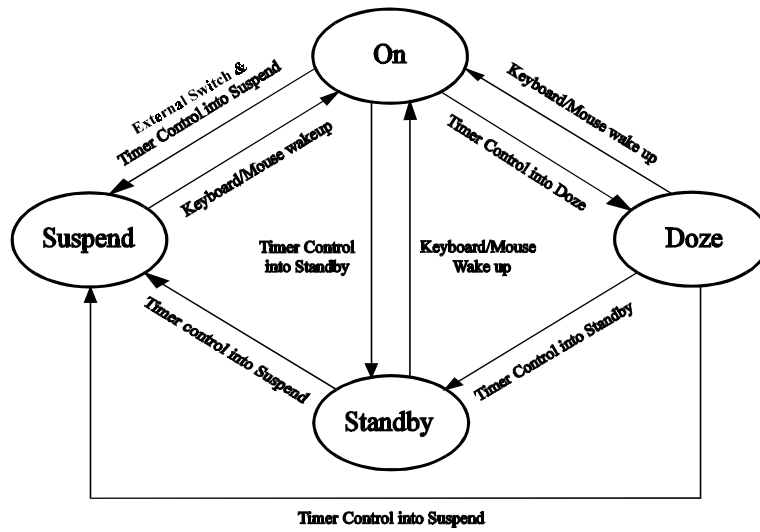 On
External Switch &
Timer Control into Suspend
Keyboard/Mouse wakeup
Keyboard/Mouse wake up
Timer Control into Doze
Suspend
Timer Control
into Standby
Keyboard/Mouse
Wake up
Doze
Timer control into Suspend
Timer Control into Standby
Standby
Timer Control into Suspend